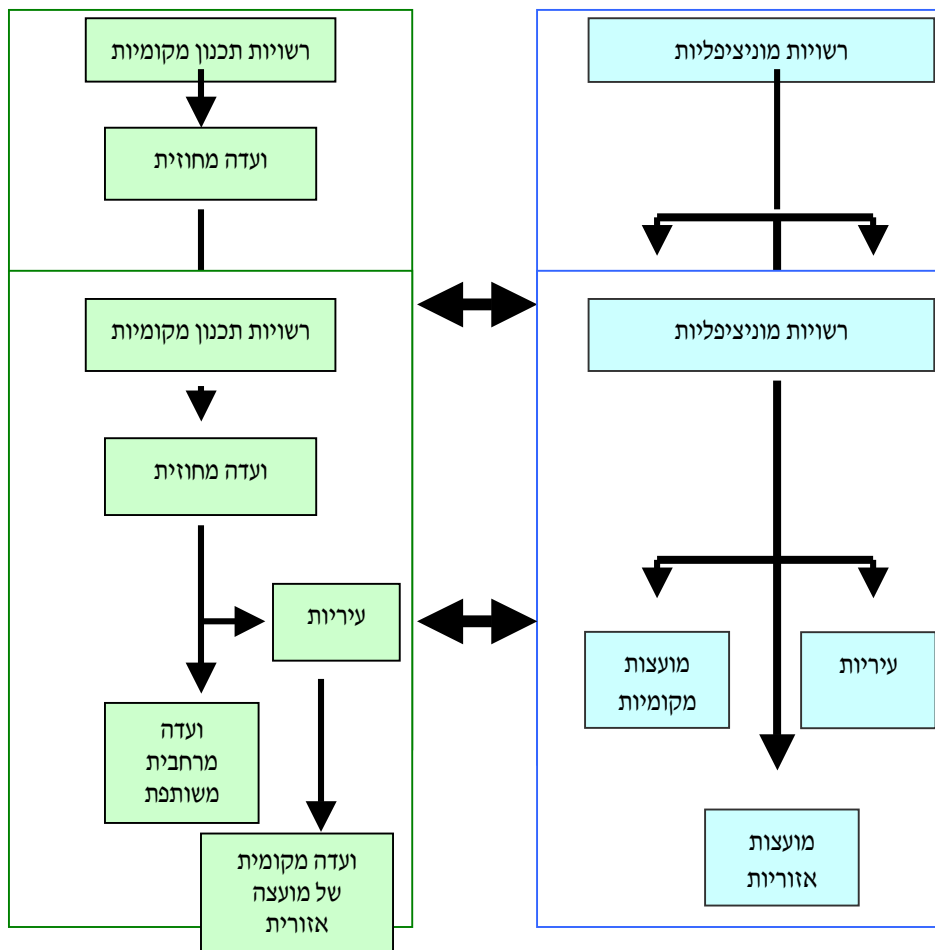 רשויות מוניציפליות
רשויות תכנון מקומיות
ועדה מחוזית
רשויות מוניציפליות
רשויות תכנון מקומיות
ועדה מחוזית
עיריות
עיריות
מועצות
מקומיות
ועדה
מרחבית
משותפת
מועצות
אזוריות
ועדה מקומית
של מועצה
אזורית